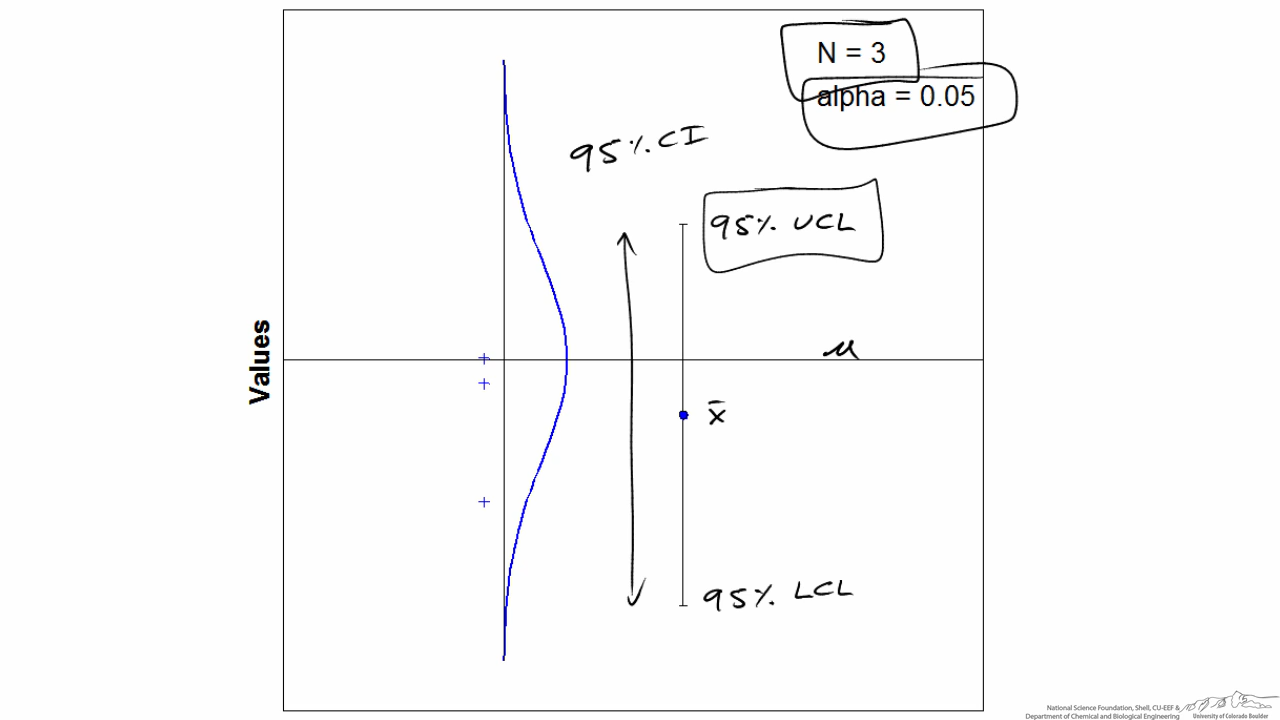 N = 3
alpha = 0.05
95% CI
95% UCL
Values
μ
x̄
95% LCL
National Science Foundation, Shell, CU-EEF &
Department of Chemical and Biological Engineering
University of Colorado Boulder